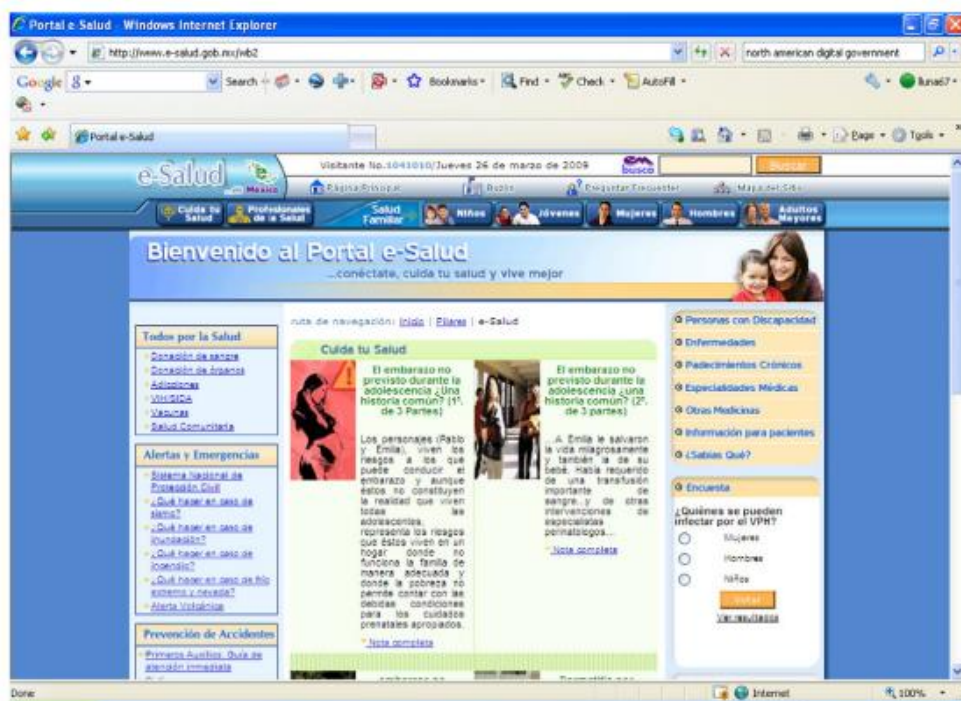 Portal e-Salud - Windows Internet Explorer
http://www.e-salud.gob.mx/wb2
north american digital government
Google
Search
Bookmarks
Find
Check
AutoFill
lluna67
Portal e-Salud
Page
Tools
e-Salud
en México
Visitante No.1041010/Jueves 26 de marzo de 2009
em busca
Buscar
Página Principal
Buzón
Preguntas Frecuentes
Mapa del Sitio
Cuida tu Salud
Profesionales de la Salud
Salud Familiar
Niños
Jóvenes
Mujeres
Hombres
Adultos Mayores
Bienvenido al Portal e-Salud
...conéctate, cuida tu salud y vive mejor
ruta de navegación: Inicio | Pilares | e-Salud
Todos por la Salud
Donación de sangre
Donación de órganos
Adicciones
VIH/SIDA
Vacunas
Salud Comunitaria
Alertas y Emergencias
Sistema Nacional de
Protección Civil
¿Qué hacer en caso de
sismo?
¿Qué hacer en caso de
inundación?
¿Qué hacer en caso de
incendio?
¿Qué hacer en caso de frío
extremo y nevada?
Alerta Volcánica
Prevención de Accidentes
Primeros Auxilios. Guía de
atención inmediata
Cuida tu Salud
El embarazo no
previsto durante la
adolescencia ¿Una
historia común? (1ª.
de 3 Partes)
Los personajes (Pablo
y Emilia), viven los
riesgos a los que
puede conducir el
embarazo y aunque
éstos no constituyen
la realidad que viven
todas las
adolescentes,
representa los riesgos
que éstos viven en un
hogar donde no
funciona la familia de
manera adecuada y
donde la pobreza no
permite contar con las
debidas condiciones
para los cuidados
prenatales apropiados.
Nota completa
El embarazo no
previsto durante la
adolescencia ¿una
historia común? (2ª.
de 3 partes)
...A Emilia le salvaron
la vida milagrosamente
y también la de su
bebé. Había requerido
de una transfusión
importante de
sangre...y de otras
intervenciones de
especialistas
perinatólogos...
Nota completa
embarazo no
Personas con Discapacidad
Enfermedades
Padecimientos Crónicos
Especialidades Médicas
Otras Medicinas
Información para pacientes
¿Sabías Qué?
Encuesta
¿Quiénes se pueden
infectar por el VPH?
Mujeres
Hombres
Niños
Votar
Ver resultados
Done
Internet
100%